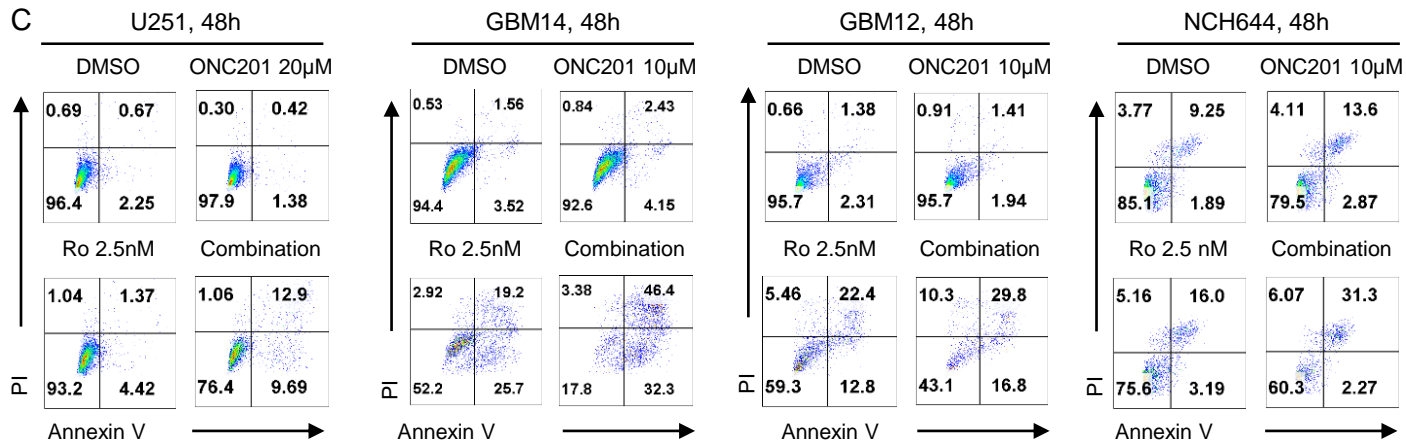 C
U251, 48h GBM14, 48h GBM12, 48h NCH644, 48h
DMSO ONC201 20µM DMSO ONC201 10µM DMSO ONC201 10µM DMSO ONC201 10µM
0.69 0.67 0.30 0.42 0.53 1.56 0.84 2.43 0.66 1.38 0.91 1.41 3.77 9.25 4.11 13.6
96.4 2.25 97.9 1.38 94.4 3.52 92.6 4.15 95.7 2.31 95.7 1.94 85.1 1.89 79.5 2.87
Ro 2.5nM Combination Ro 2.5nM Combination Ro 2.5nM Combination Ro 2.5 nM Combination
1.04 1.37 1.06 12.9 2.92 19.2 3.38 46.4 5.46 22.4 10.3 29.8 5.16 16.0 6.07 31.3
PI PI PI PI
93.2 4.42 76.4 9.69 52.2 25.7 17.8 32.3 59.3 12.8 43.1 16.8 75.6 3.19 60.3 2.27
Annexin V Annexin V Annexin V Annexin V